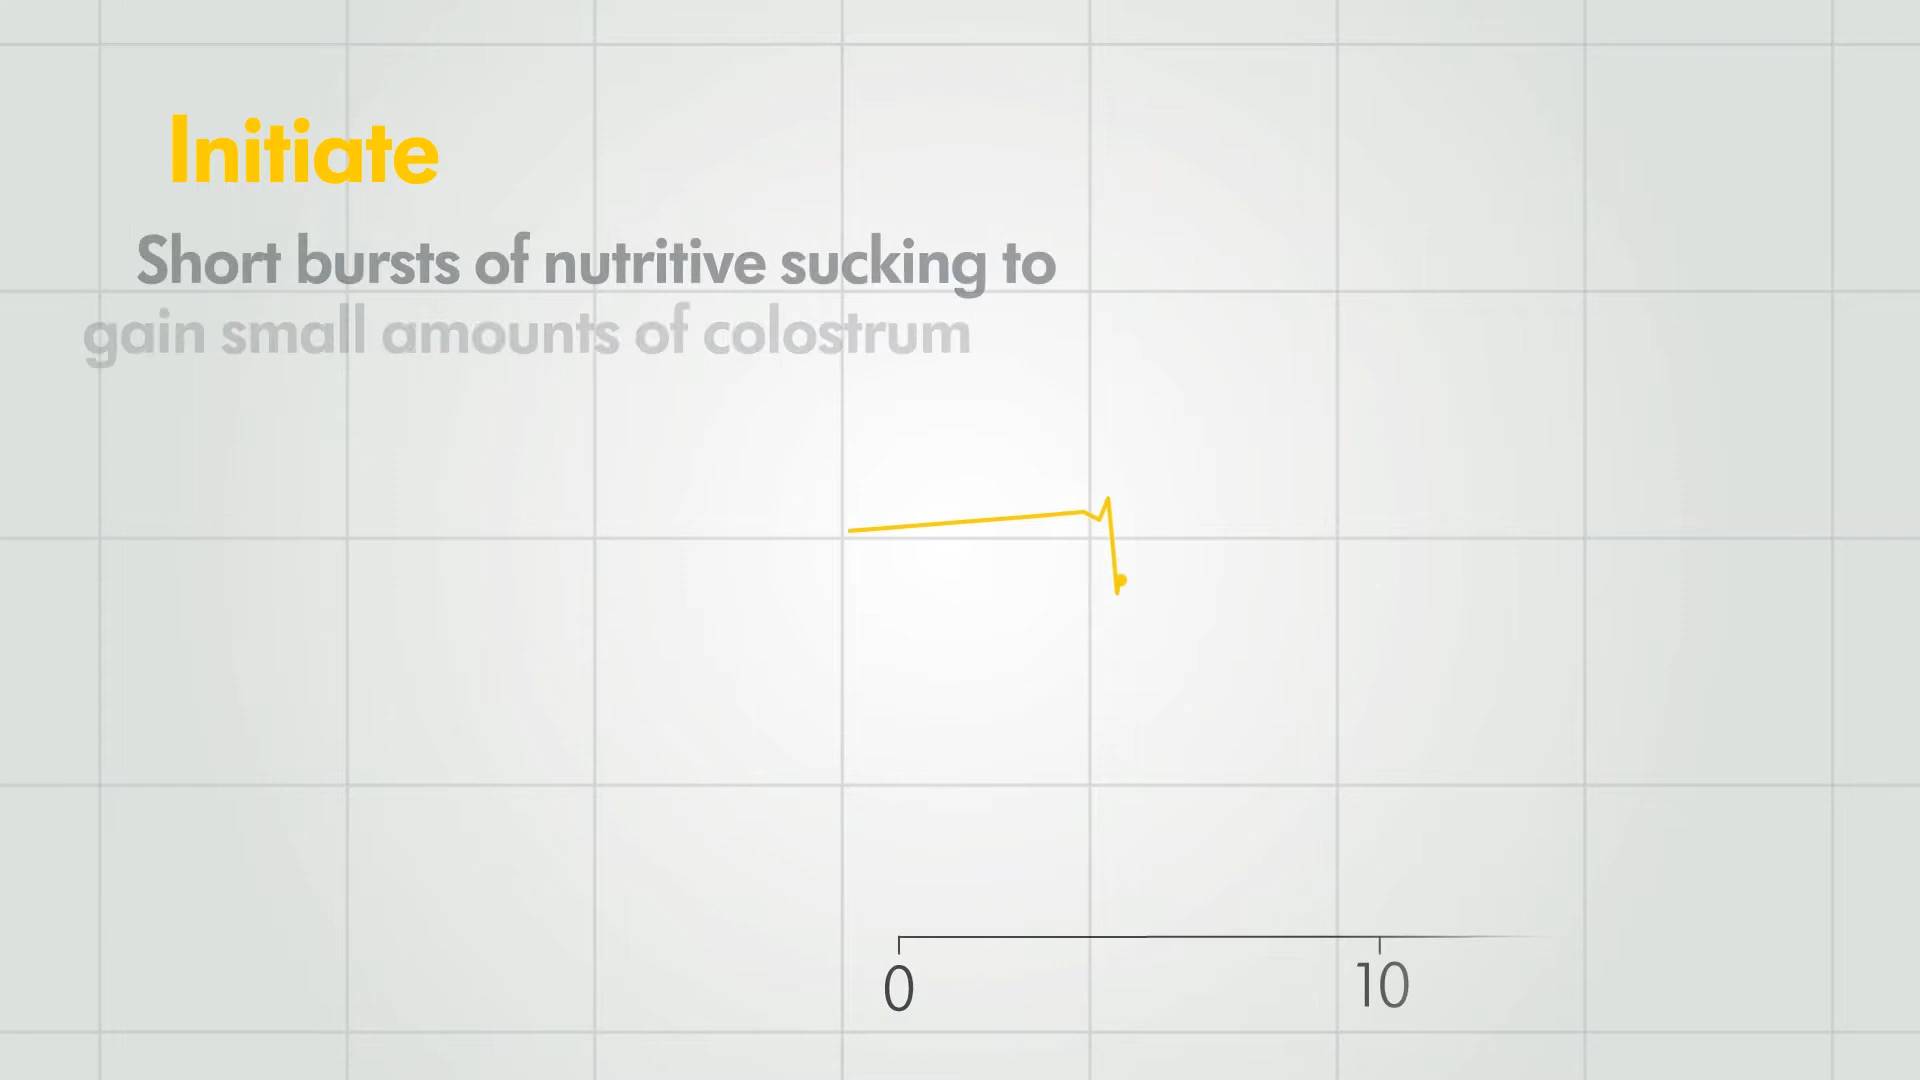 Initiate
Short bursts of nutritive sucking to
gain small amounts of colostrum
0 10